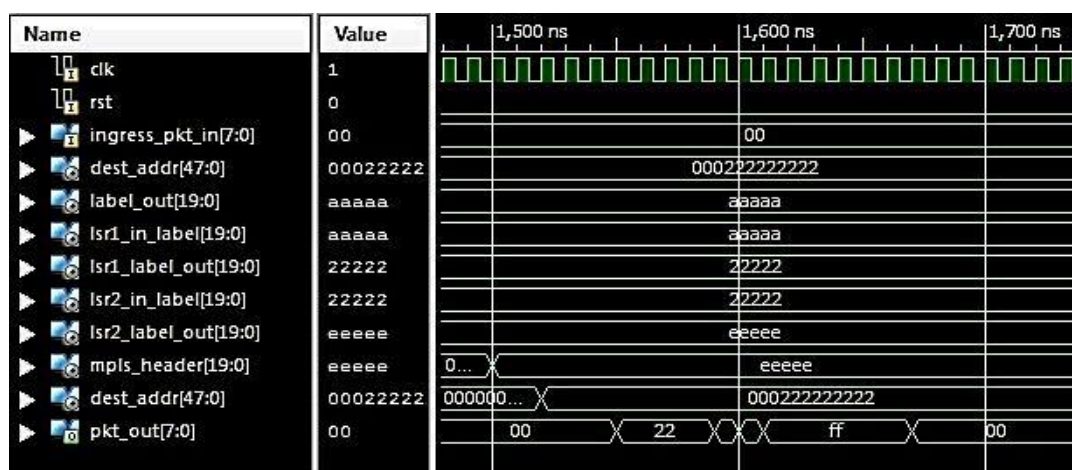 Name Value 1,500 ns 1,600 ns 1,700 ns
clk 1
rst 0
ingress_pkt_in[7:0] 00 00
dest_addr[47:0] 00022222 000222222222
label_out[19:0] aaaaa aaaaa
lsr1_in_label[19:0] aaaaa aaaaa
lsr1_label_out[19:0] 22222 22222
lsr2_in_label[19:0] 22222 22222
lsr2_label_out[19:0] eeeee eeeee
mpls_header[19:0] eeeee 0... eeeee
dest_addr[47:0] 00022222 000000... 000222222222
pkt_out[7:0] 00 00 22 ff 00